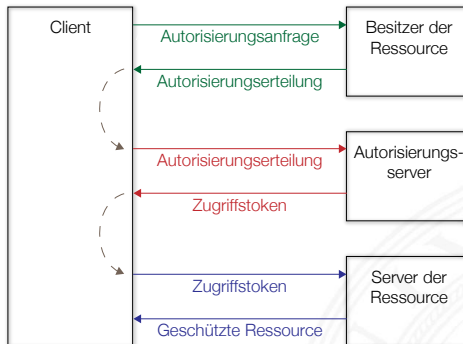 Client
Autorisierungsanfrage
Besitzer der
Ressource
Autorisierungserteilung
Autorisierungserteilung
Autorisierungs-
server
Zugriffstoken
Zugriffstoken
Server der
Ressource
Geschützte Ressource